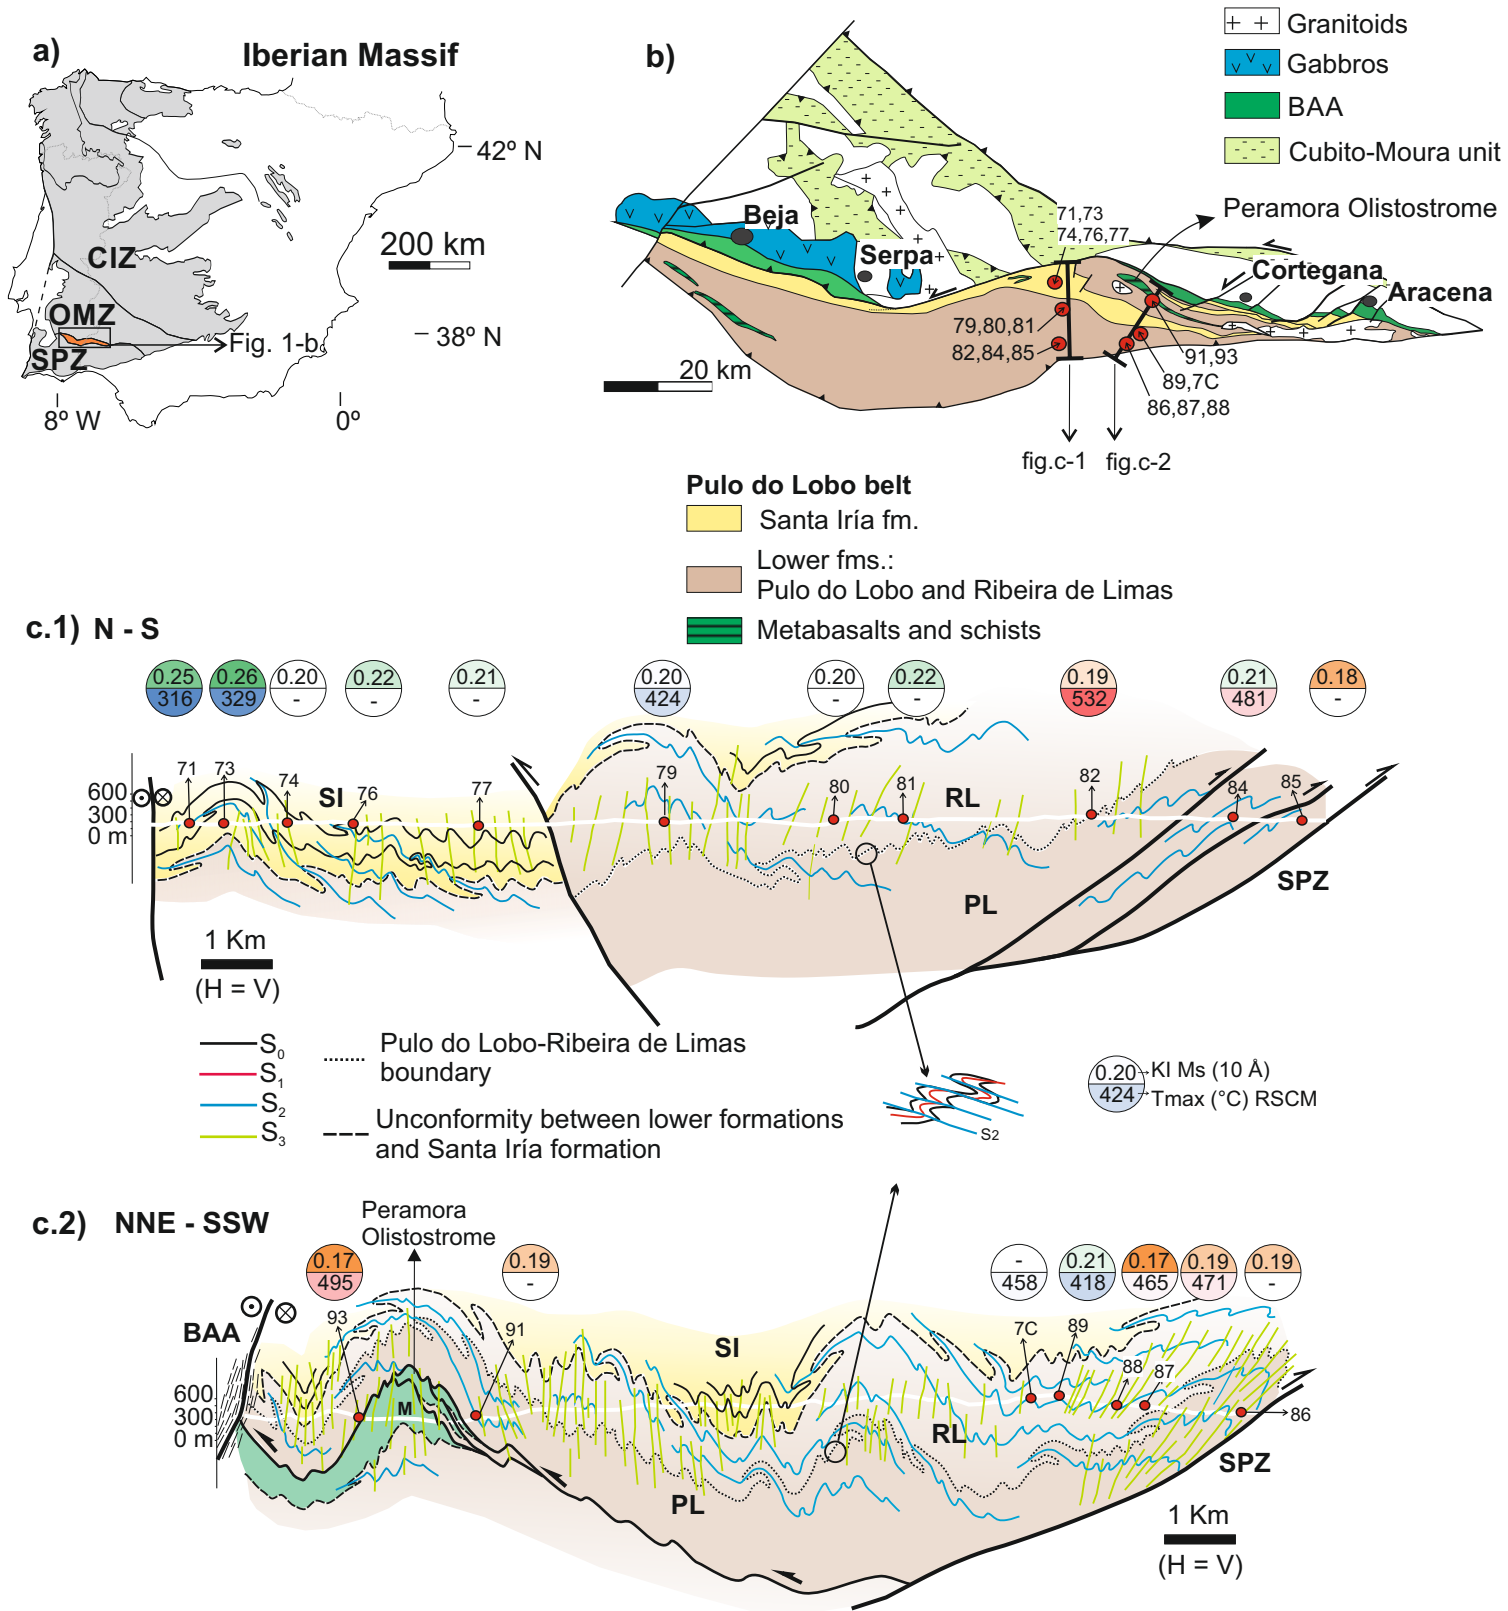 a)
Iberian Massif
42º N
CIZ
200 km
OMZ
38º N
Fig. 1-b
SPZ
8º W
0º
b)
Granitoids
Gabbros
BAA
Cubito-Moura unit
Peramora Olistostrome
71,73
74,76,77
Beja
Serpa
Cortegana
Aracena
79,80,81
82,84,85
91,93
89,7C
86,87,88
20 km
fig.c-1
fig.c-2
Pulo do Lobo belt
Santa Iría fm.
Lower fms.:
Pulo do Lobo and Ribeira de Limas
Metabasalts and schists
c.1) N - S
0.25 0.26 0.20 0.22 0.21 0.20 0.20 0.22 0.19 0.21 0.18
316 329 - - - 424 - - 532 481 -
71 73 74 76 77 79 80 81 82 84 85
SI
RL
600
300
0 m
PL
SPZ
1 Km
(H = V)
S0
S1
S2
S3
Pulo do Lobo-Ribeira de Limas
boundary
Unconformity between lower formations
and Santa Iría formation
S2
0.20 KI Ms (10 Å)
424 Tmax (°C) RSCM
c.2) NNE - SSW
Peramora
Olistostrome
0.17 0.19 - 0.21 0.17 0.19 0.19
495 - 458 418 465 471 -
BAA
93 91 7C 89 88 87 86
SI
600
300
0 m
M
RL
PL
SPZ
1 Km
(H = V)